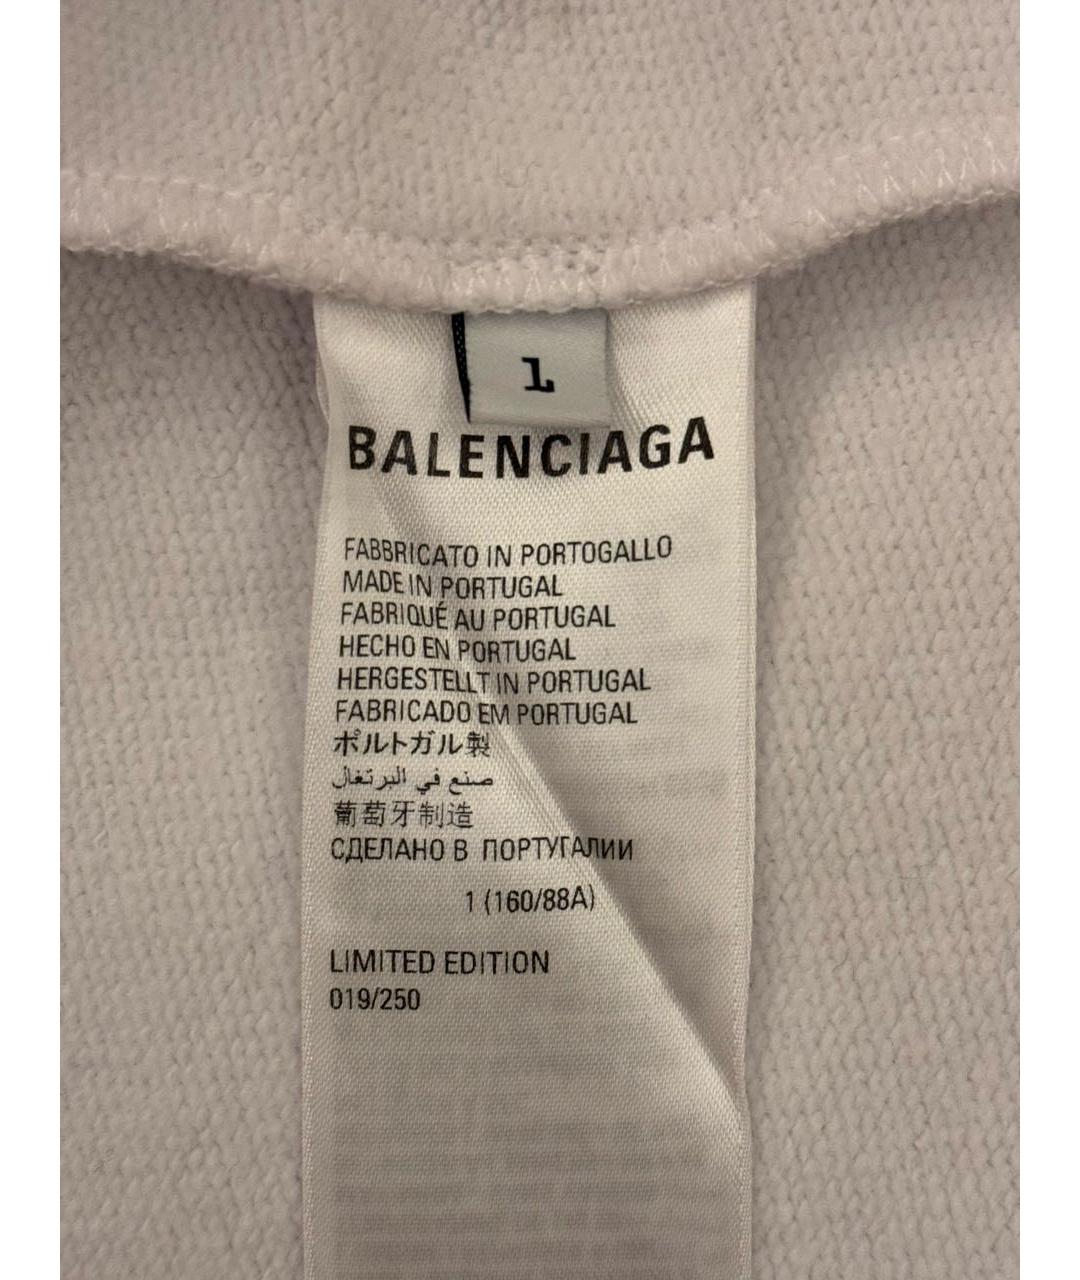 1
BALENCIAGA
FABBRICATO IN PORTOGALLO
MADE IN PORTUGAL
FABRIQUÉ AU PORTUGAL
HECHO EN PORTUGAL
HERGESTELLT IN PORTUGAL
FABRICADO EM PORTUGAL
ポルトガル製
صنع في البرتغال
葡萄牙制造
СДЕЛАНО В ПОРТУГАЛИИ
1 (160/88A)
LIMITED EDITION
019/250